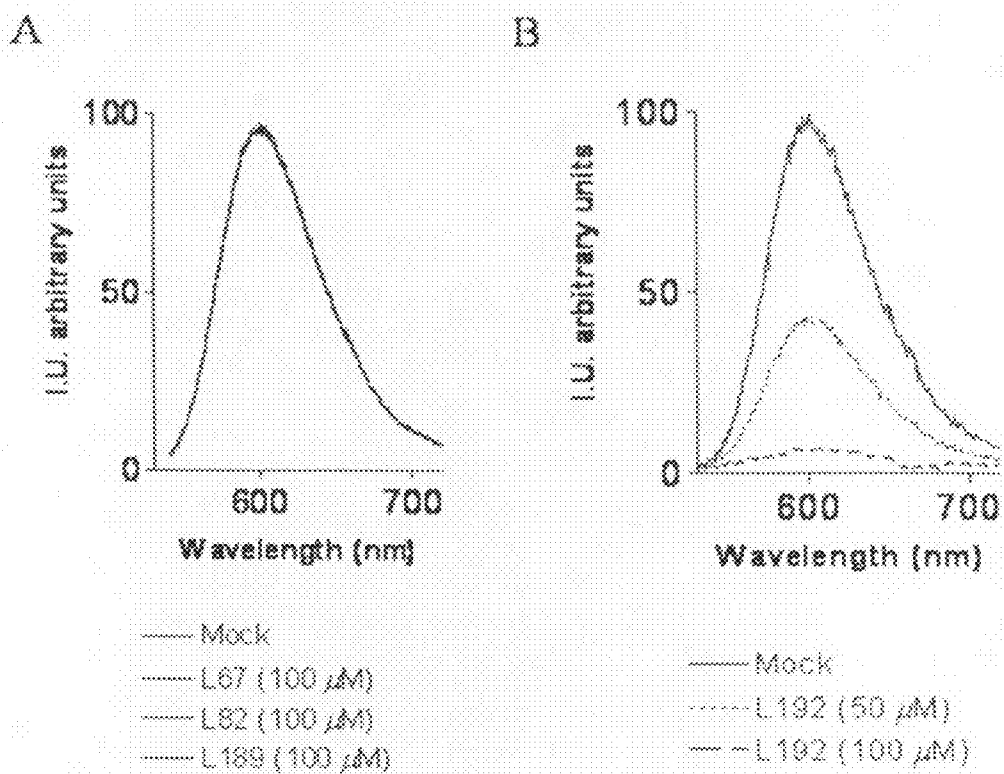 A
B
100
50
0
I.U. arbitrary units
600
700
Wavelength (nm)
100
50
0
I.U. arbitrary units
600
700
Wavelength (nm)
Mock
L67 (100 μM)
L82 (100 μM)
L189 (100 μM)
Mock
L192 (50 μM)
L192 (100 μM)